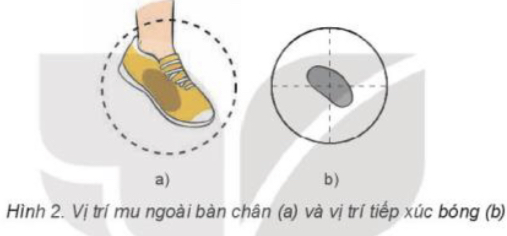 a) b)
Hình 2. Vị trí mu ngoài bàn chân (a) và vị trí tiếp xúc bóng (b)